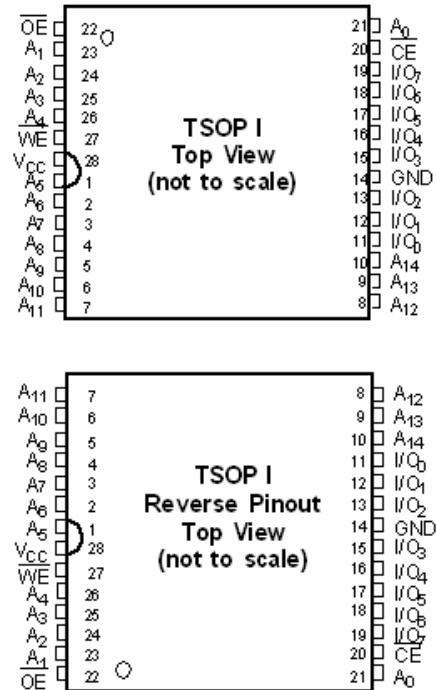 OE 22
A1 23
A2 24
A3 25
A4 26
WE 27
VCC 28
A5 1
A6 2
A7 3
A8 4
A9 5
A10 6
A11 7
TSOP I
Top View
(not to scale)
21 A0
20 CE
19 I/O7
18 I/O6
17 I/O5
16 I/O4
15 I/O3
14 GND
13 I/O2
12 I/O1
11 I/O0
10 A14
9 A13
8 A12
A11 7
A10 6
A9 5
A8 4
A7 3
A6 2
A5 1
VCC 28
WE 27
A4 26
A3 25
A2 24
A1 23
OE 22
TSOP I
Reverse Pinout
Top View
(not to scale)
8 A12
9 A13
10 A14
11 I/O0
12 I/O1
13 I/O2
14 GND
15 I/O3
16 I/O4
17 I/O5
18 I/O6
19 I/O7
20 CE
21 A0